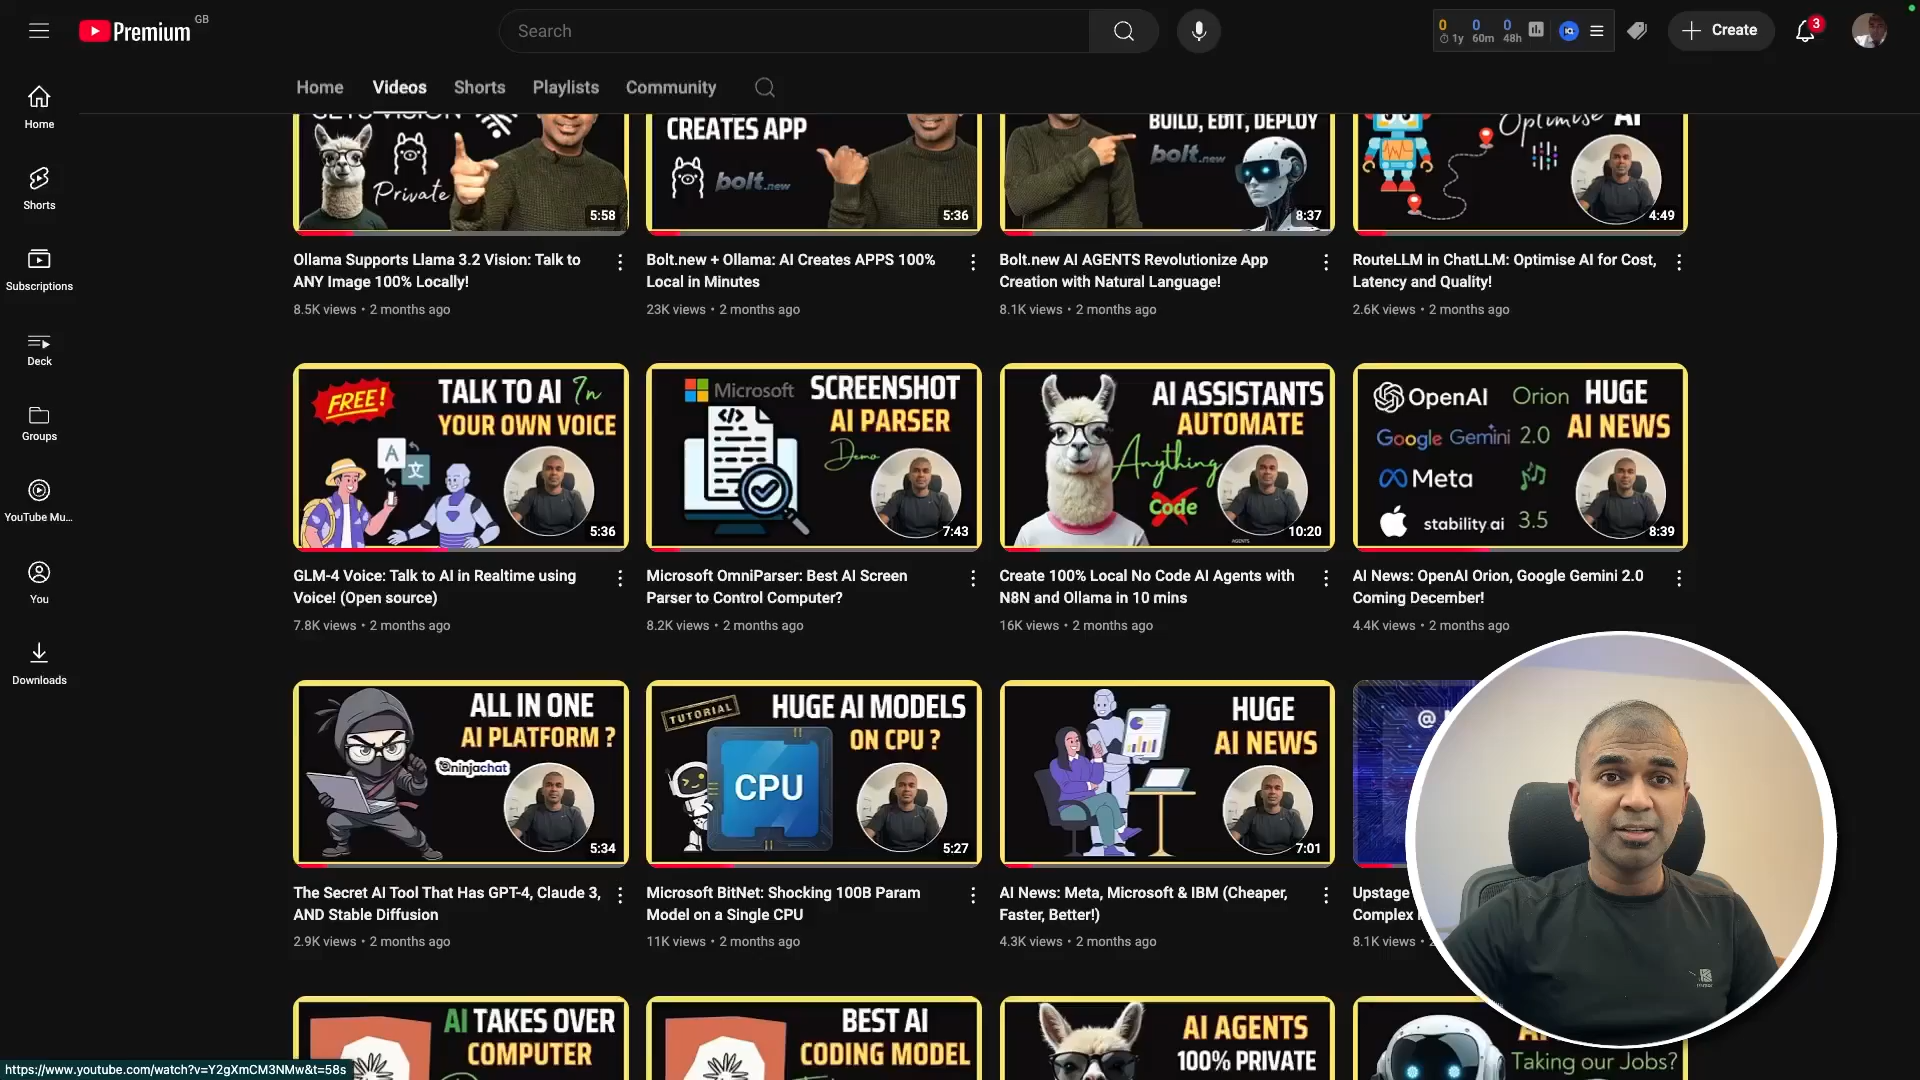 Premium
GB
Search
0
0
0
1y
60m
48h
IQ
Create
3
Home
Videos
Shorts
Playlists
Community
Home
Shorts
Subscriptions
Deck
Groups
YouTube Mu...
You
Downloads
Private
5:58
CREATES APP
bolt.new
5:36
BUILD, EDIT, DEPLOY
bolt.new
8:37
Optimise AI
4:49
Ollama Supports Llama 3.2 Vision: Talk to
ANY Image 100% Locally!
8.5K views • 2 months ago
Bolt.new + Ollama: AI Creates APPS 100%
Local in Minutes
23K views • 2 months ago
Bolt.new AI AGENTS Revolutionize App
Creation with Natural Language!
8.1K views • 2 months ago
RouteLLM in ChatLLM: Optimise AI for Cost,
Latency and Quality!
2.6K views • 2 months ago
FREE!
TALK TO AI In
YOUR OWN VOICE
A
文
5:36
Microsoft
SCREENSHOT
AI PARSER
Demo
7:43
AI ASSISTANTS
AUTOMATE
Anything
Code
AGENTS
10:20
OpenAI Orion
HUGE
AI NEWS
Google Gemini 2.0
Meta
stability ai 3.5
8:39
GLM-4 Voice: Talk to AI in Realtime using
Voice! (Open source)
7.8K views • 2 months ago
Microsoft OmniParser: Best AI Screen
Parser to Control Computer?
8.2K views • 2 months ago
Create 100% Local No Code AI Agents with
N8N and Ollama in 10 mins
16K views • 2 months ago
AI News: OpenAI Orion, Google Gemini 2.0
Coming December!
4.4K views • 2 months ago
ALL IN ONE
AI PLATFORM ?
ninjachat
5:34
TUTORIAL
HUGE AI MODELS
ON CPU ?
CPU
5:27
HUGE
AI NEWS
7:01
@
The Secret AI Tool That Has GPT-4, Claude 3,
AND Stable Diffusion
2.9K views • 2 months ago
Microsoft BitNet: Shocking 100B Param
Model on a Single CPU
11K views • 2 months ago
AI News: Meta, Microsoft & IBM (Cheaper,
Faster, Better!)
4.3K views • 2 months ago
Upstage
Complex
8.1K views •
AI TAKES OVER
COMPUTER
BEST AI
CODING MODEL
AI AGENTS
100% PRIVATE
Taking our Jobs?
https://www.youtube.com/watch?v=Y2gXmCM3NMw&t=58s